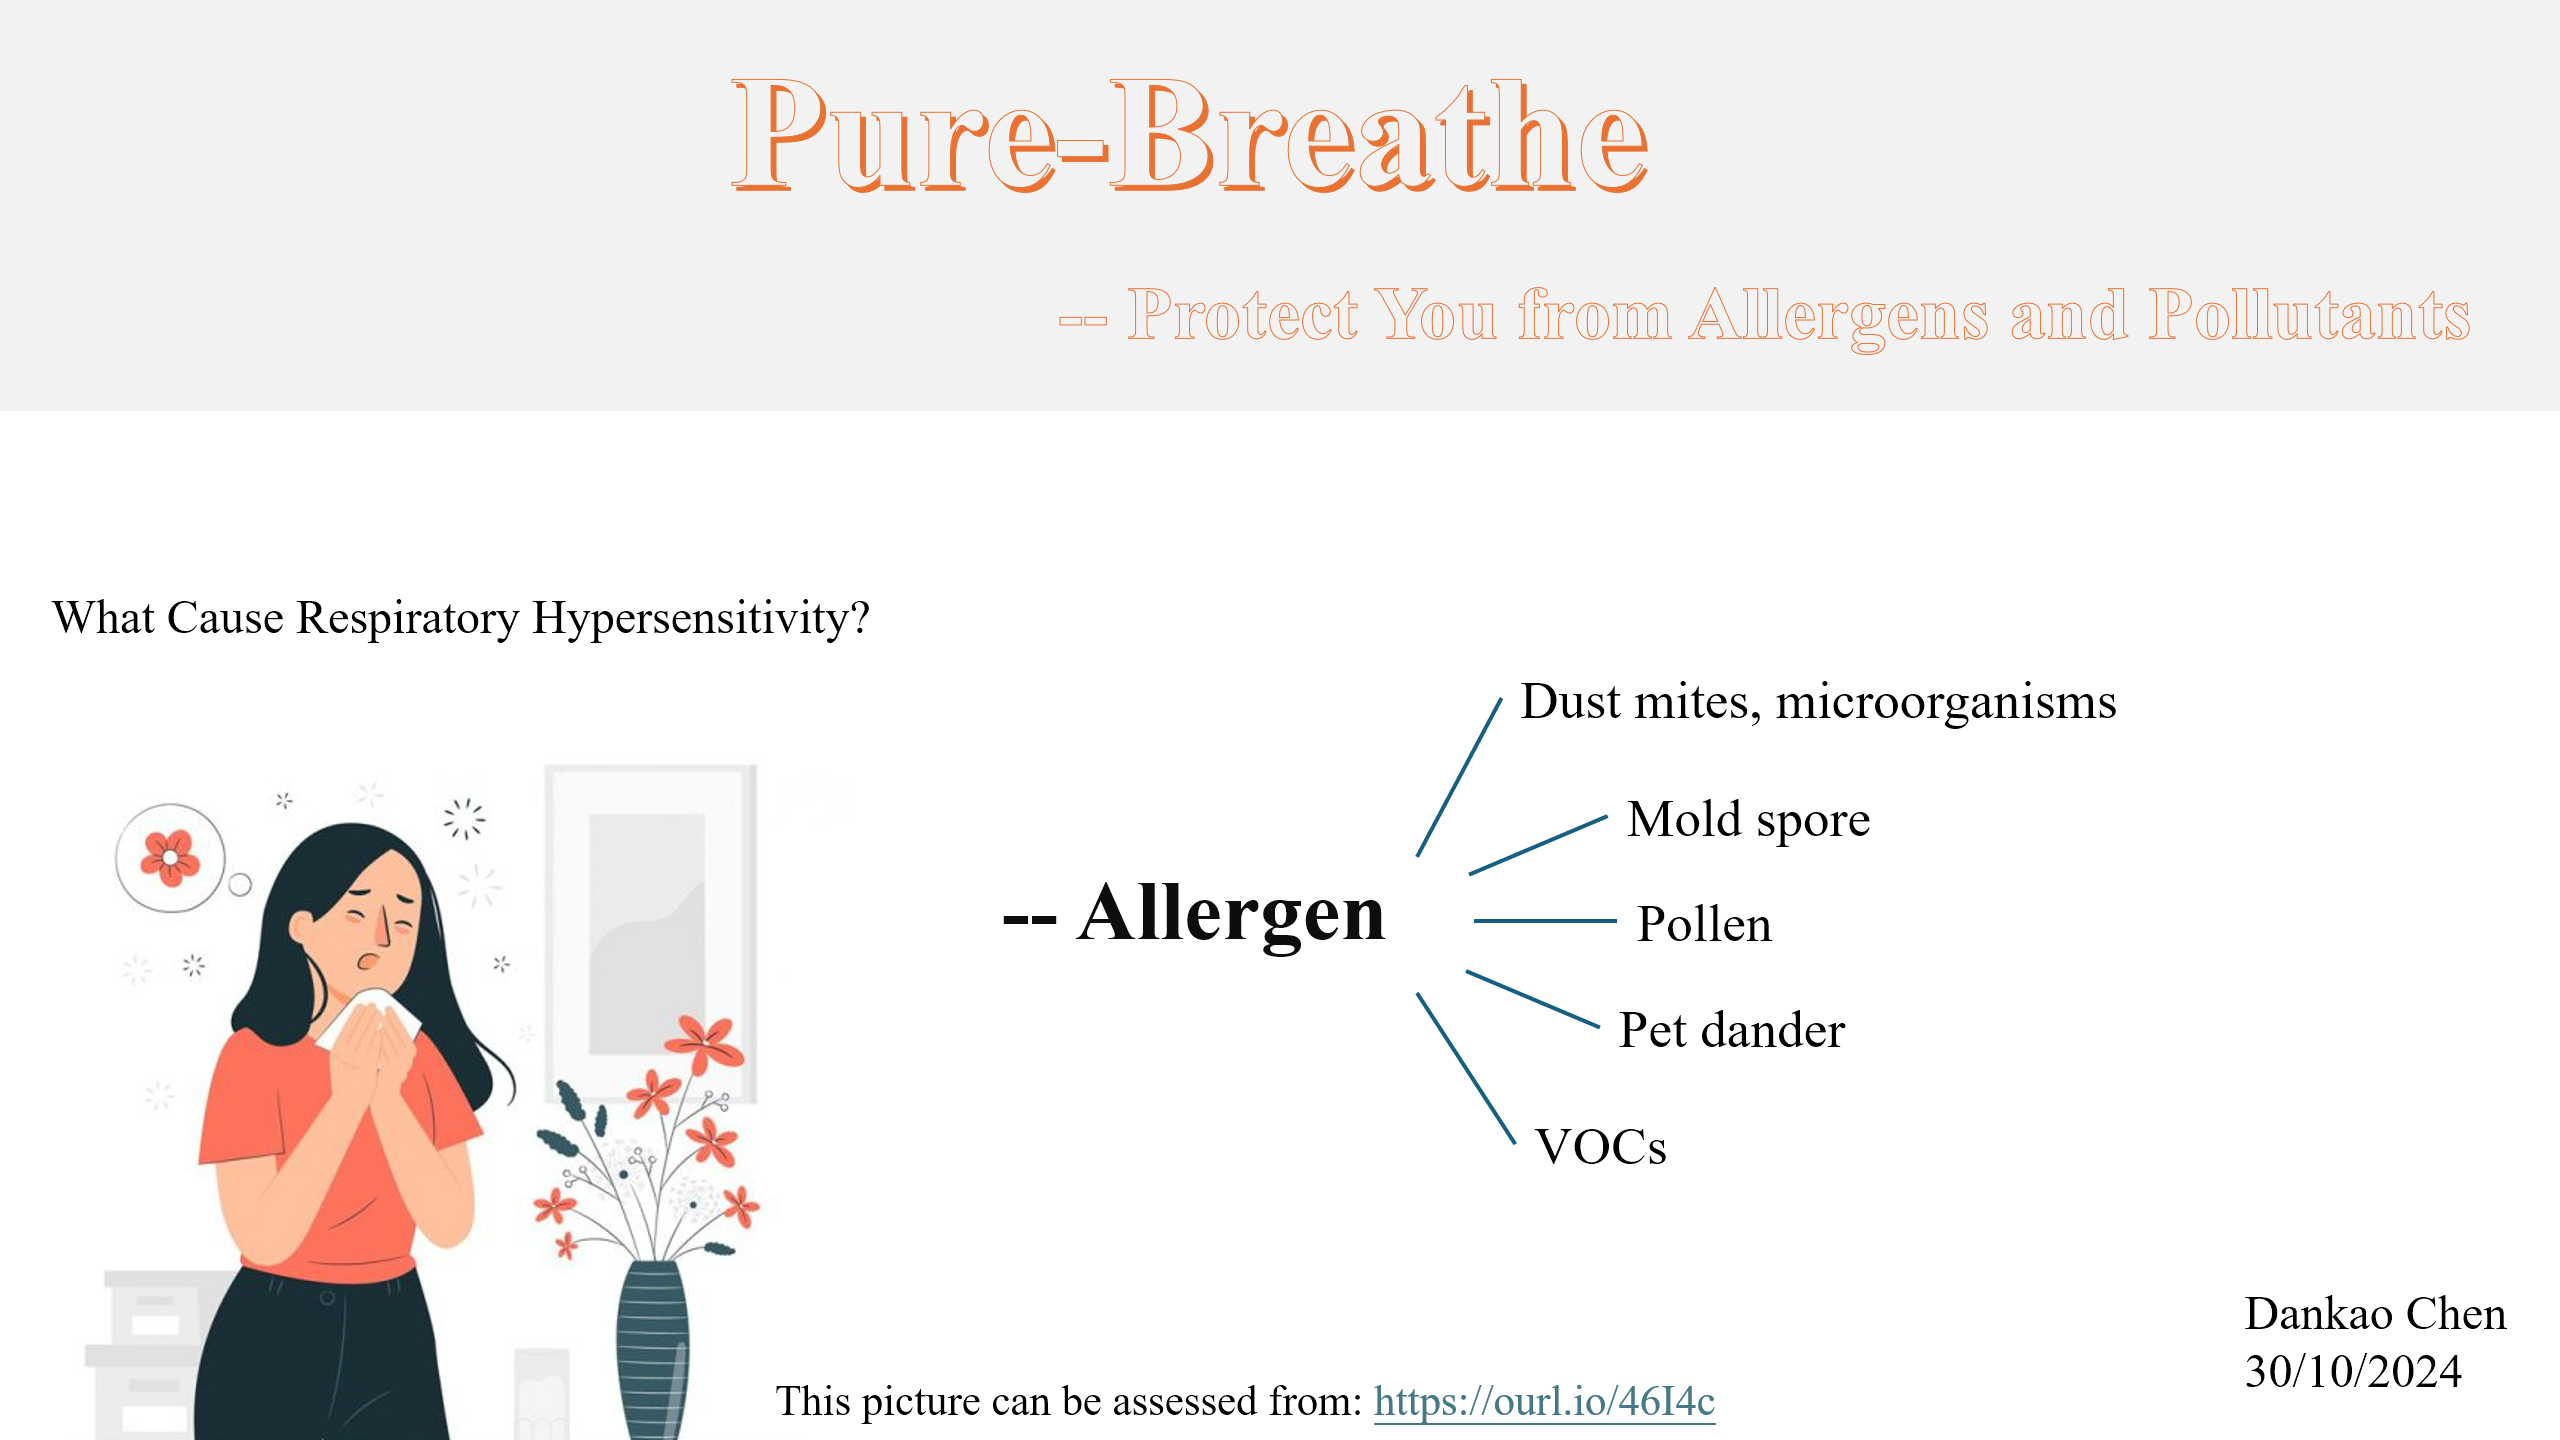 Pure-Breathe
-- Protect You from Allergens and Pollutants
What Cause Respiratory Hypersensitivity?
Dust mites, microorganisms
Mold spore
-- Allergen
Pollen
Pet dander
VOCs
Dankao Chen
30/10/2024
This picture can be assessed from: https://ourl.io/46I4c